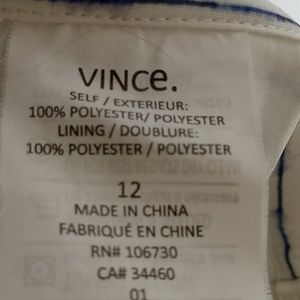 VINCE.
SELF / EXTERIEUR:
100% POLYESTER/ POLYESTER
LINING / DOUBLURE:
100% POLYESTER / POLYESTER
12
MADE IN CHINA
FABRIQUÉ EN CHINE
RN# 106730
CA# 34460
01